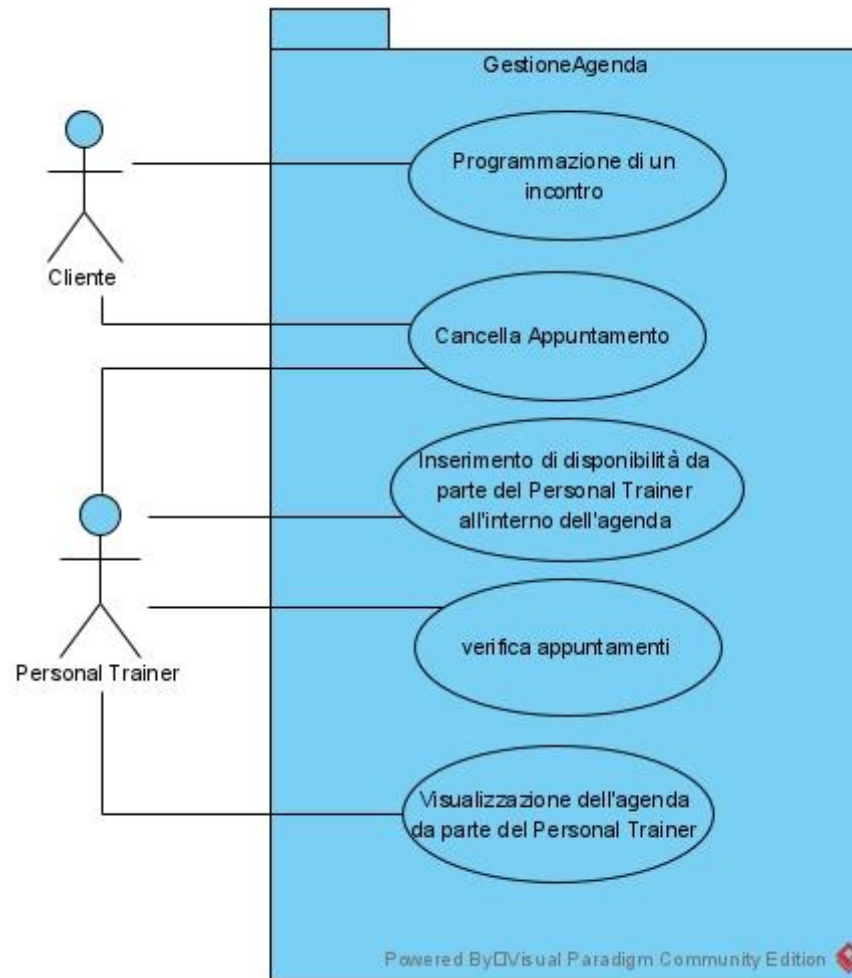 GestioneAgenda
Programmazione di un
incontro
Cliente
Cancella Appuntamento
Inserimento di disponibilità da
parte del Personal Trainer
all'interno dell'agenda
verifica appuntamenti
Personal Trainer
Visualizzazione dell'agenda
da parte del Personal Trainer
Powered By□Visual Paradigm Community Edition